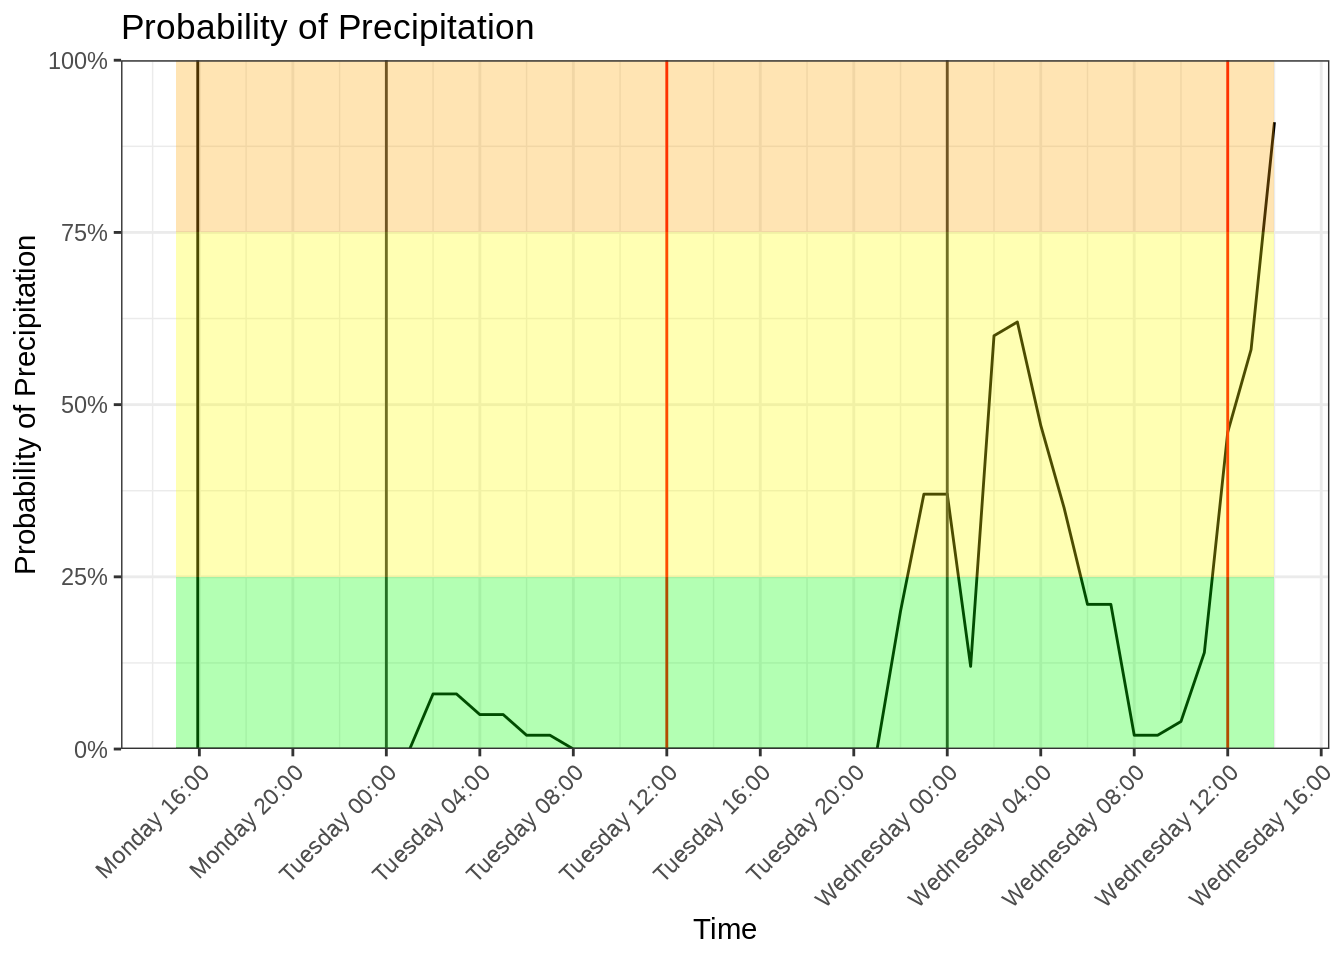 Probability of Precipitation
100%
75%
50%
25%
0%
Probability of Precipitation
Monday 16:00
Monday 20:00
Tuesday 00:00
Tuesday 04:00
Tuesday 08:00
Tuesday 12:00
Tuesday 16:00
Tuesday 20:00
Wednesday 00:00
Wednesday 04:00
Wednesday 08:00
Wednesday 12:00
Wednesday 16:00
Time